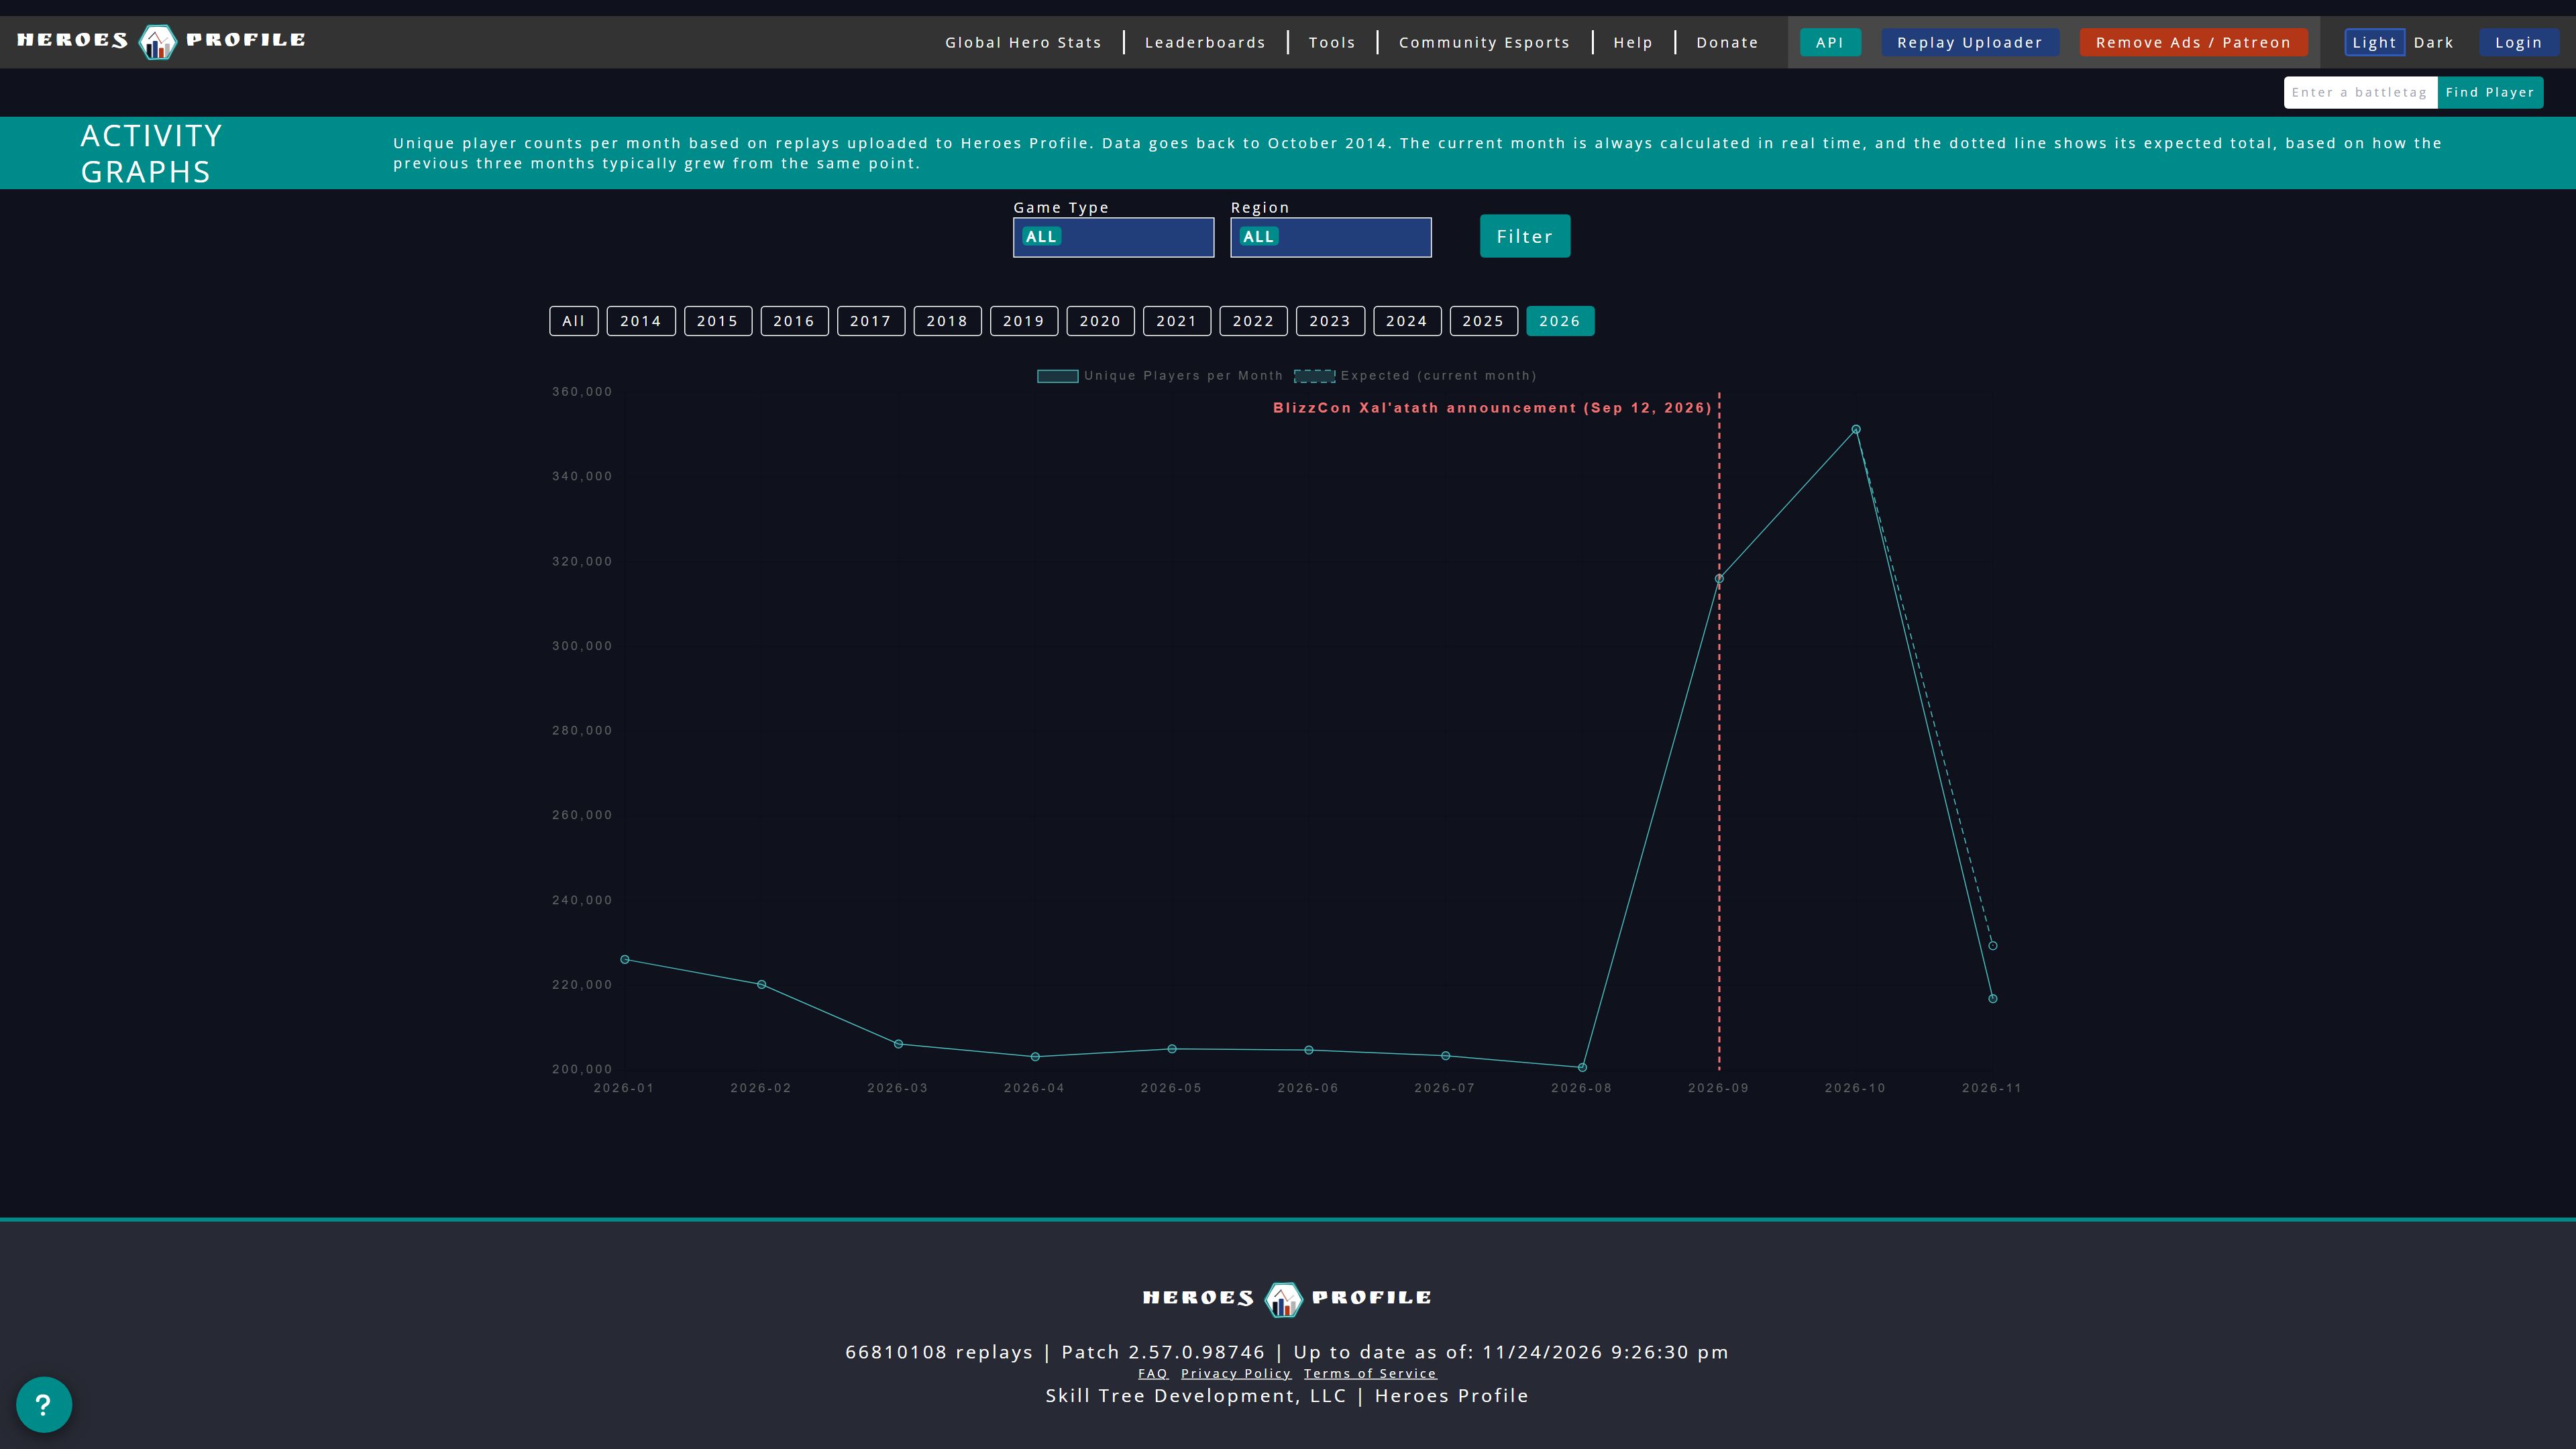 HEROES PROFILE
Global Hero Stats
Leaderboards
Tools
Community Esports
Help
Donate
API
Replay Uploader
Remove Ads / Patreon
Light
Dark
Login
Enter a battletag
Find Player
ACTIVITY
GRAPHS
Unique player counts per month based on replays uploaded to Heroes Profile. Data goes back to October 2014. The current month is always calculated in real time, and the dotted line shows its expected total, based on how the
previous three months typically grew from the same point.
Game Type
ALL
Region
ALL
Filter
All
2014
2015
2016
2017
2018
2019
2020
2021
2022
2023
2024
2025
2026
Unique Players per Month
Expected (current month)
BlizzCon Xal'atath announcement (Sep 12, 2026)
360,000
340,000
320,000
300,000
280,000
260,000
240,000
220,000
200,000
2026-01
2026-02
2026-03
2026-04
2026-05
2026-06
2026-07
2026-08
2026-09
2026-10
2026-11
HEROES PROFILE
66810108 replays | Patch 2.57.0.98746 | Up to date as of: 11/24/2026 9:26:30 pm
FAQ Privacy Policy Terms of Service
Skill Tree Development, LLC | Heroes Profile
?